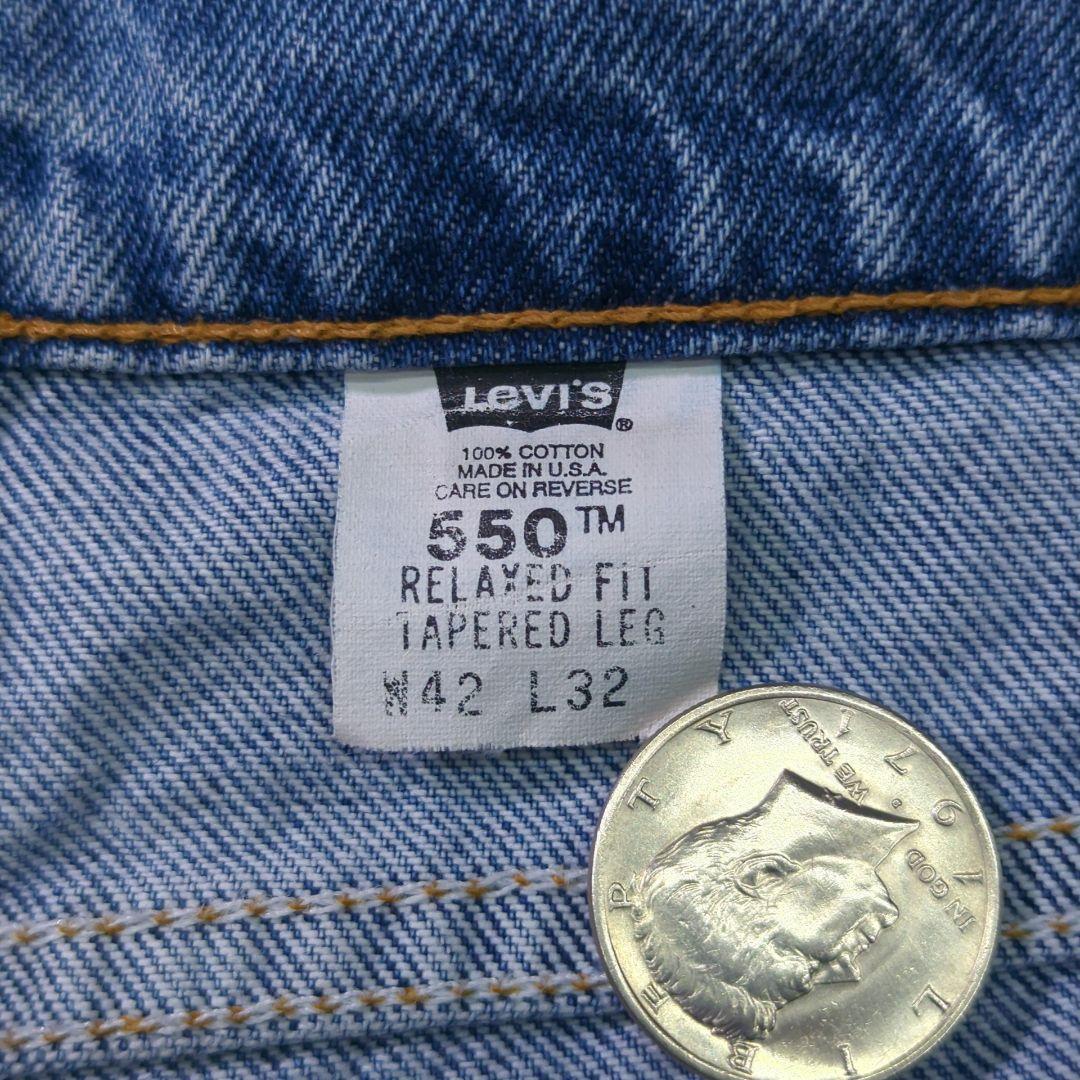 Levi's®
100% COTTON
MADE IN U.S.A.
CARE ON REVERSE
550™
RELAXED FIT
TAPERED LEG
W42 L32
LIBERTY
IN GOD WE TRUST
1971